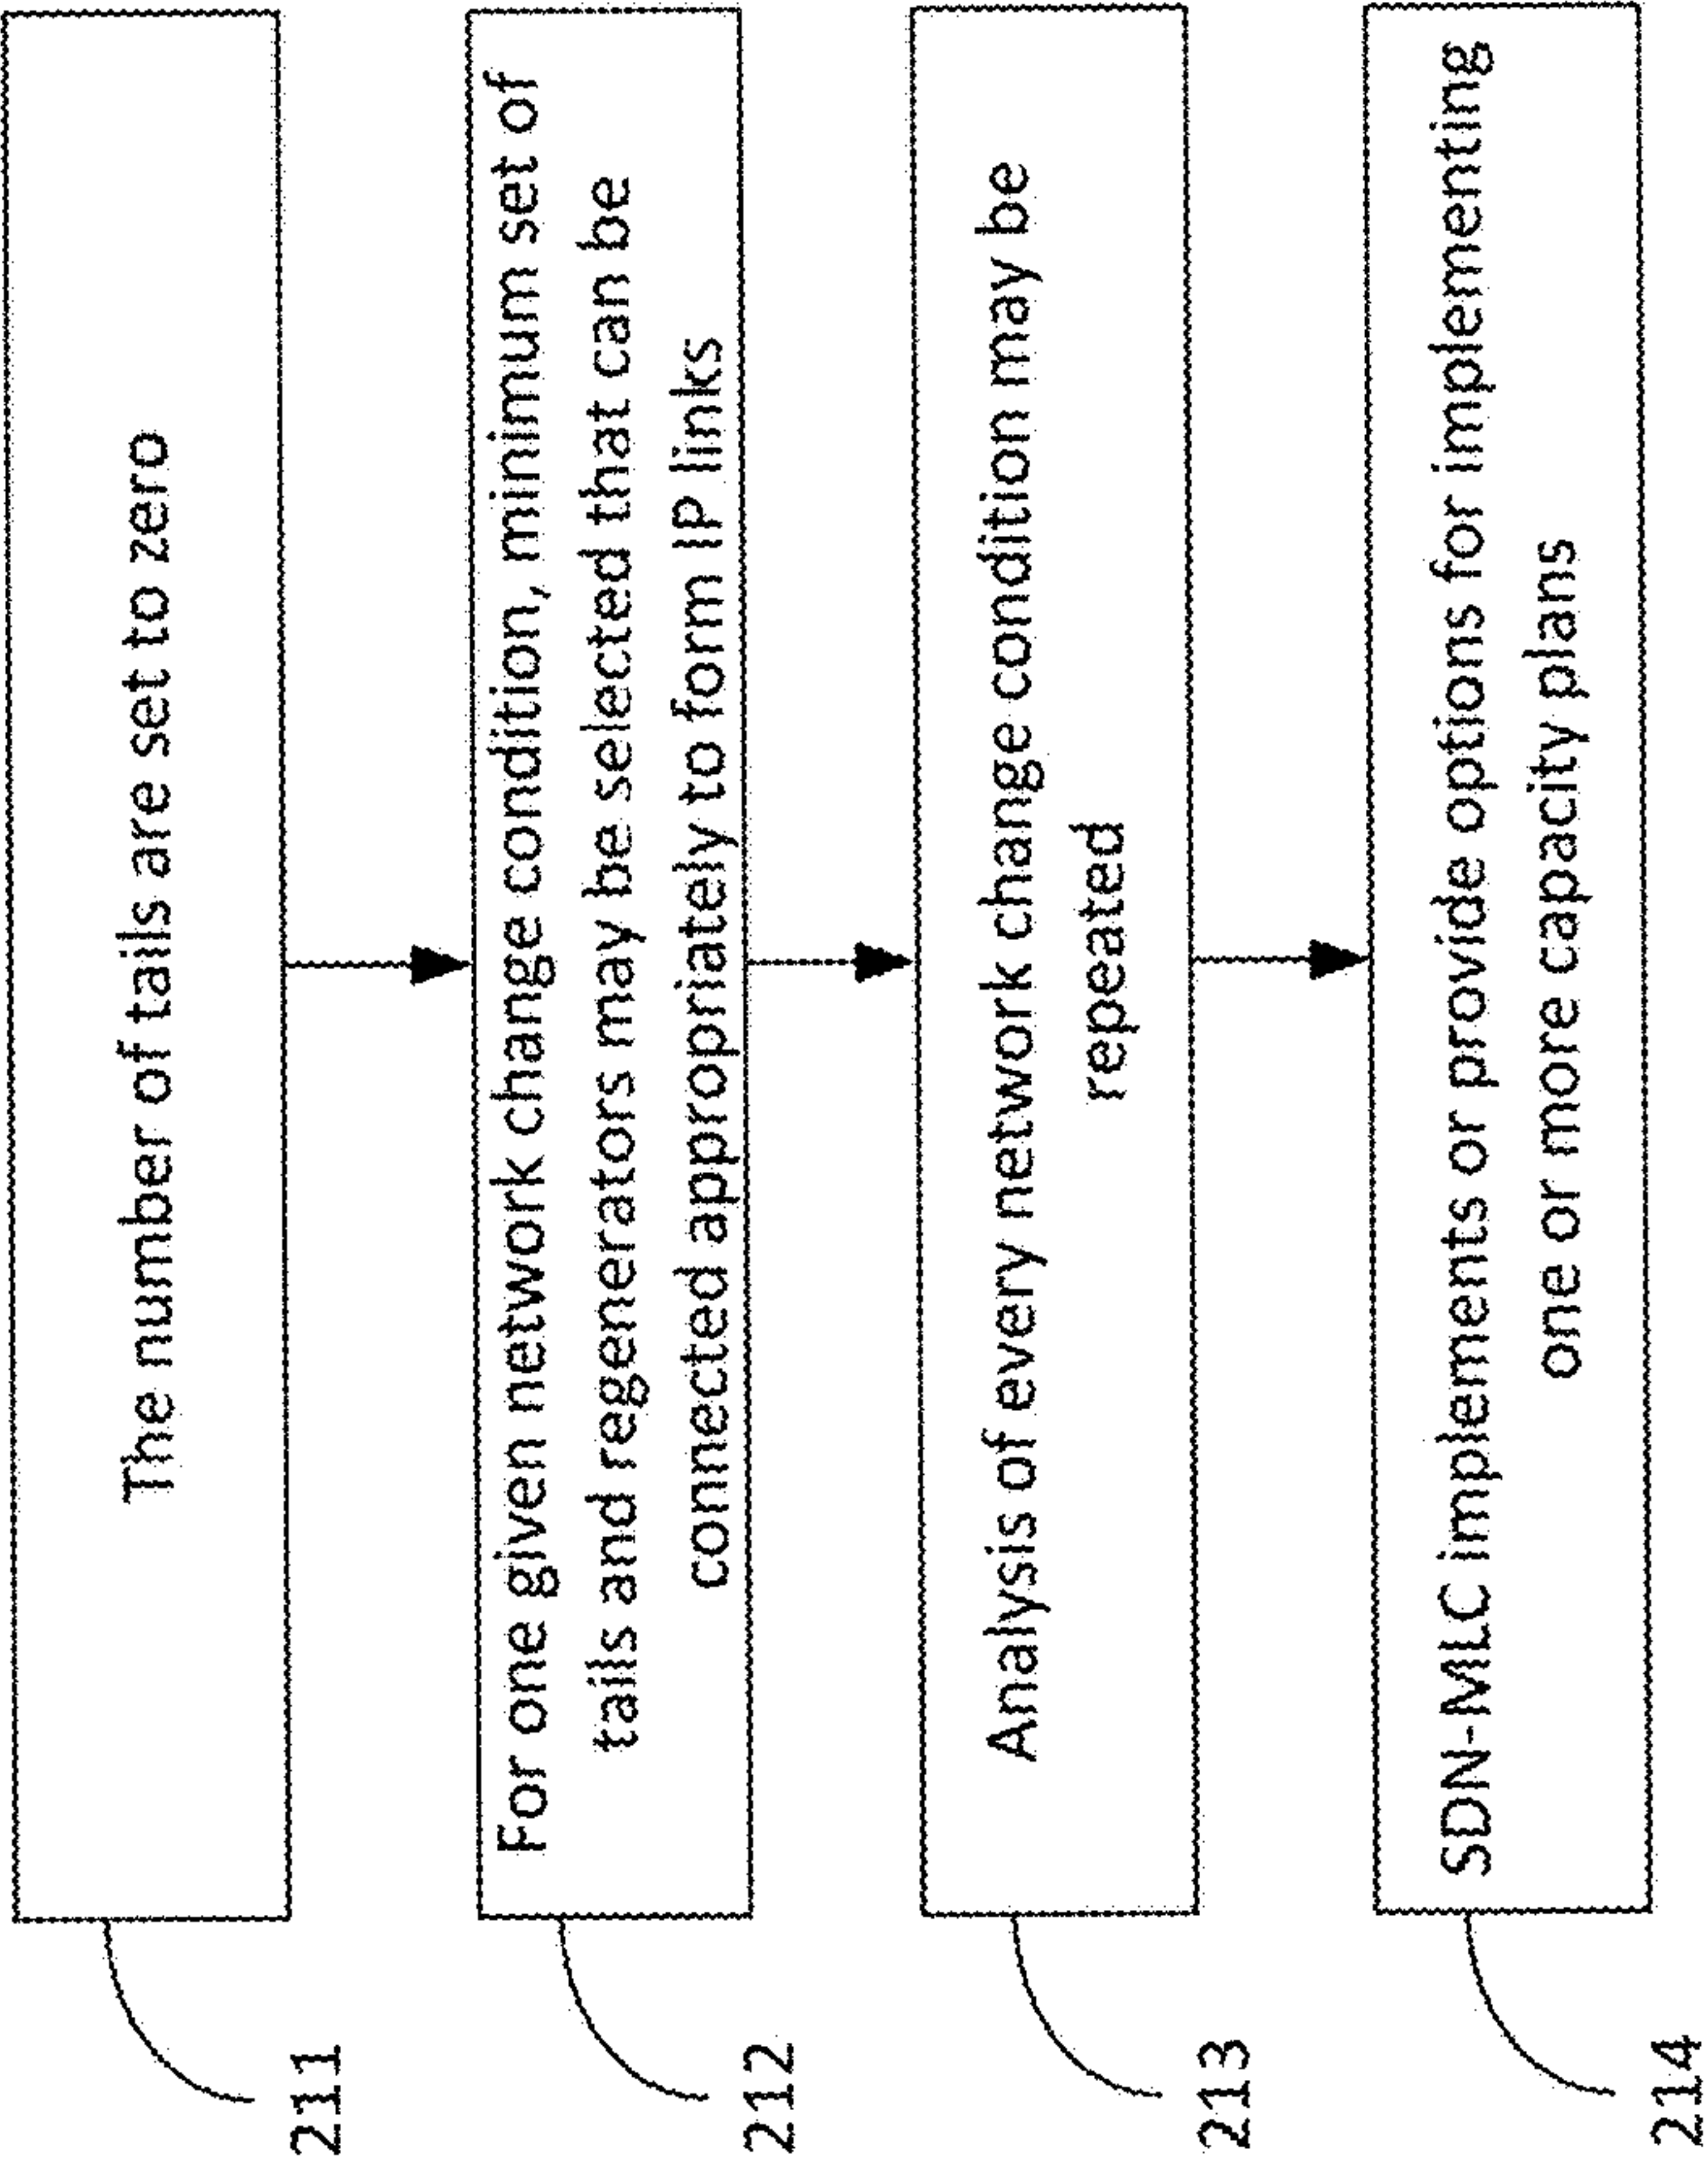 211
The number of tails are set to zero
212
For one given network change condition, minimum set of
tails and regenerators may be selected that can be
connected appropriately to form IP links
213
Analysis of every network change condition may be
repeated
214
SDN-MLC implements or provide options for implementing
one or more capacity plans